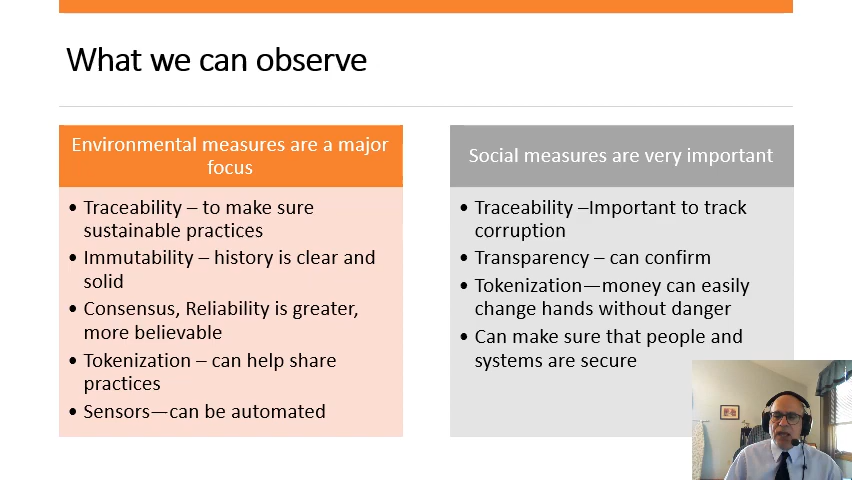 What we can observe
Environmental measures are a major
focus
• Traceability – to make sure
sustainable practices
• Immutability – history is clear and
solid
• Consensus, Reliability is greater,
more believable
• Tokenization – can help share
practices
• Sensors—can be automated
Social measures are very important
• Traceability –Important to track
corruption
• Transparency – can confirm
• Tokenization—money can easily
change hands without danger
• Can make sure that people and
systems are secure